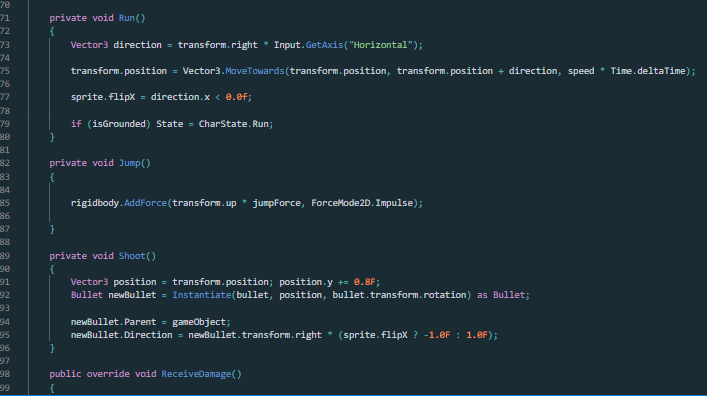 70
71 private void Run()
72 {
73 Vector3 direction = transform.right * Input.GetAxis("Horizontal");
74
75 transform.position = Vector3.MoveTowards(transform.position, transform.position + direction, speed * Time.deltaTime);
76
77 sprite.flipX = direction.x < 0.0f;
78
79 if (isGrounded) State = CharState.Run;
80 }
81
82 private void Jump()
83 {
84
85 rigidbody.AddForce(transform.up * jumpForce, ForceMode2D.Impulse);
86
87 }
88
89 private void Shoot()
90 {
91 Vector3 position = transform.position; position.y += 0.8F;
92 Bullet newBullet = Instantiate(bullet, position, bullet.transform.rotation) as Bullet;
93
94 newBullet.Parent = gameObject;
95 newBullet.Direction = newBullet.transform.right * (sprite.flipX ? -1.0F : 1.0F);
96 }
97
98 public override void ReceiveDamage()
99 {